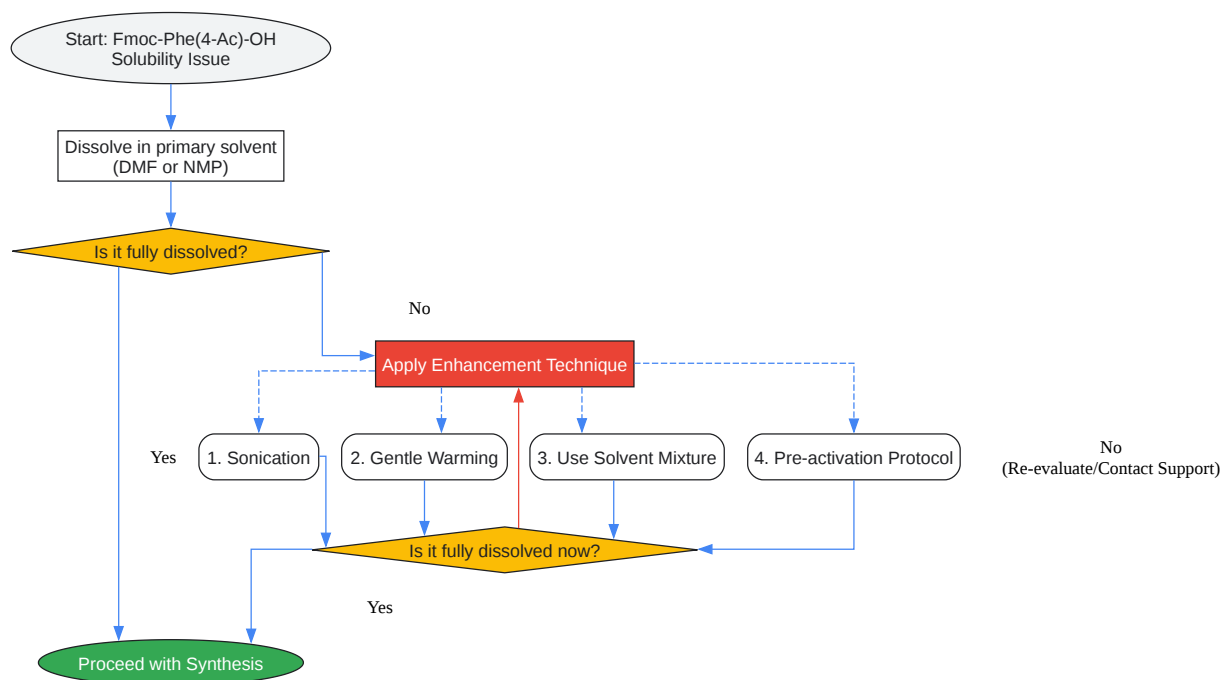 Start: Fmoc-Phe(4-Ac)-OH
Solubility Issue
Dissolve in primary solvent
(DMF or NMP)
Is it fully dissolved?
No
Apply Enhancement Technique
Yes
1. Sonication
2. Gentle Warming
3. Use Solvent Mixture
4. Pre-activation Protocol
No
(Re-evaluate/Contact Support)
Is it fully dissolved now?
Yes
Proceed with Synthesis